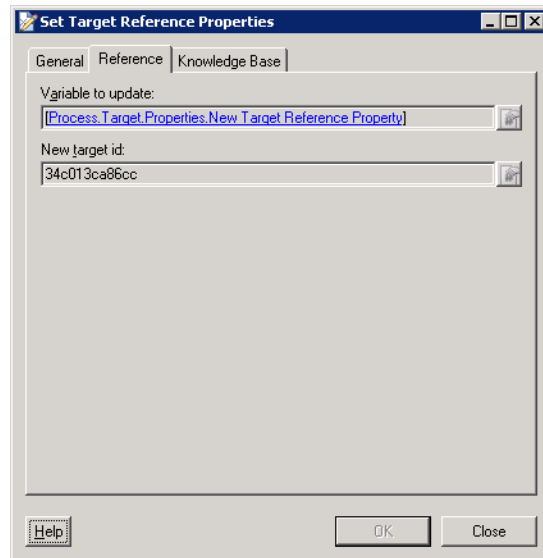 Set Target Reference Properties
General Reference Knowledge Base
Variable to update:
[Process.Target.Properties.New Target Reference Property]
New target id:
34c013ca86cc
Help OK Close